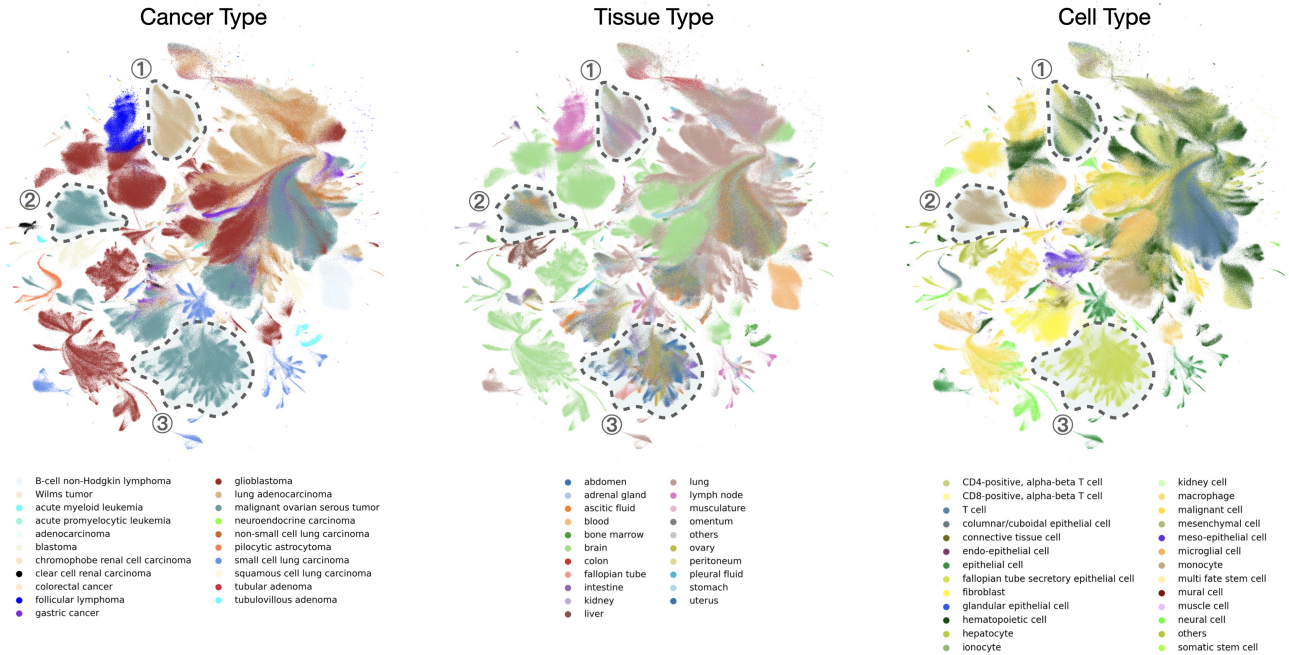 Cancer Type
Tissue Type
Cell Type
①
②
③
①
②
③
①
②
③
B-cell non-Hodgkin lymphoma
Wilms tumor
acute myeloid leukemia
acute promyelocytic leukemia
adenocarcinoma
blastoma
chromophobe renal cell carcinoma
clear cell renal carcinoma
colorectal cancer
follicular lymphoma
gastric cancer
glioblastoma
lung adenocarcinoma
malignant ovarian serous tumor
neuroendocrine carcinoma
non-small cell lung carcinoma
pilocytic astrocytoma
small cell lung carcinoma
squamous cell lung carcinoma
tubular adenoma
tubulovillous adenoma
abdomen
adrenal gland
ascitic fluid
blood
bone marrow
brain
colon
fallopian tube
intestine
kidney
liver
lung
lymph node
musculature
omentum
others
ovary
peritoneum
pleural fluid
stomach
uterus
CD4-positive, alpha-beta T cell
CD8-positive, alpha-beta T cell
T cell
columnar/cuboidal epithelial cell
connective tissue cell
endo-epithelial cell
epithelial cell
fallopian tube secretory epithelial cell
fibroblast
glandular epithelial cell
hematopoietic cell
hepatocyte
ionocyte
kidney cell
macrophage
malignant cell
mesenchymal cell
meso-epithelial cell
microglial cell
monocyte
multi fate stem cell
mural cell
muscle cell
neural cell
others
somatic stem cell